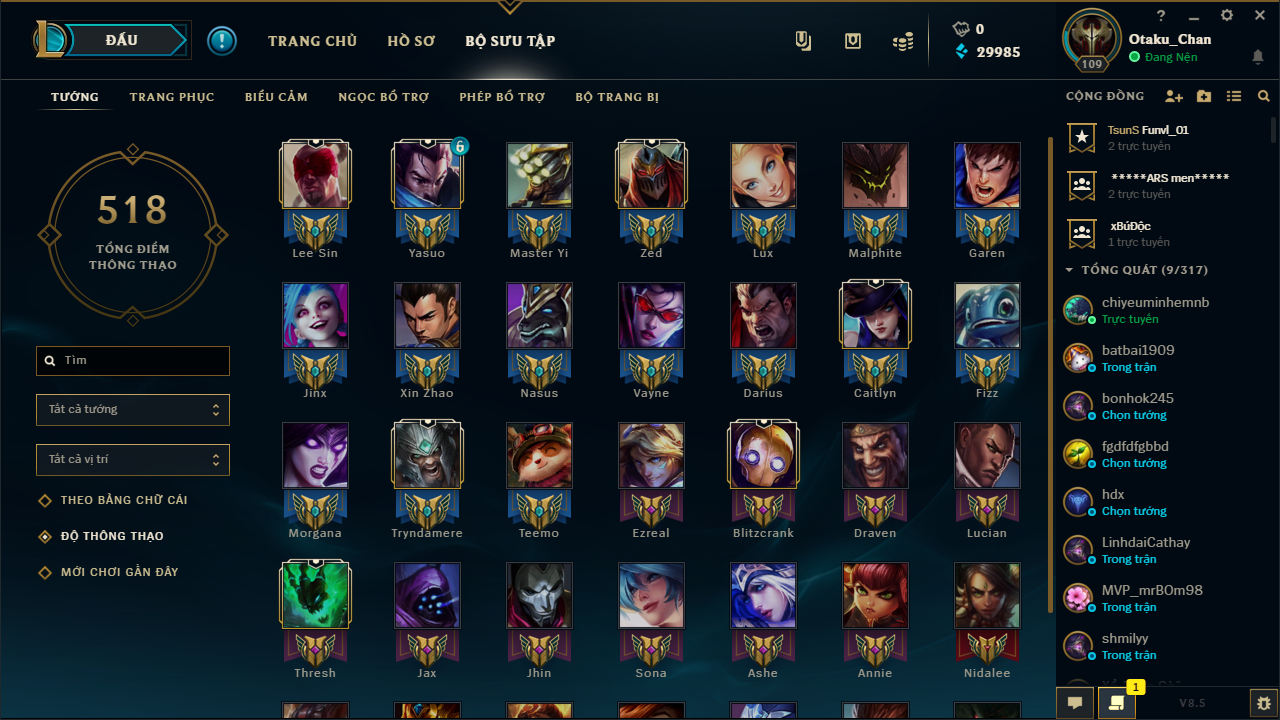 ĐẤU
TRANG CHỦ
HỒ SƠ
BỘ SƯU TẬP
0
29985
109
Otaku_Chan
Đang Nện
TƯỚNG
TRANG PHỤC
BIỂU CẢM
NGỌC BỔ TRỢ
PHÉP BỔ TRỢ
BỘ TRANG BỊ
518
TỔNG ĐIỂM
THÔNG THẠO
Tìm
Tất cả tướng
Tất cả vị trí
THEO BẢNG CHỮ CÁI
ĐỘ THÔNG THẠO
MỚI CHƠI GẦN ĐÂY
6
Lee Sin
Yasuo
Master Yi
Zed
Lux
Malphite
Garen
Jinx
Xin Zhao
Nasus
Vayne
Darius
Caitlyn
Fizz
Morgana
Tryndamere
Teemo
Ezreal
Blitzcrank
Draven
Lucian
Thresh
Jax
Jhin
Sona
Ashe
Annie
Nidalee
CỘNG ĐỒNG
TsunS Funvl_01
2 trực tuyến
*****ARS men*****
2 trực tuyến
xBúĐộc
1 trực tuyến
TỔNG QUÁT (9/317)
chiyeuminhemnb
Trực tuyến
batbai1909
Trong trận
bonhok245
Chọn tướng
fgdfdfgbbd
Chọn tướng
hdx
Chọn tướng
LinhdaiCathay
Trong trận
MVP_mrB0m98
Trong trận
shmilyy
Trong trận
1
V8.5